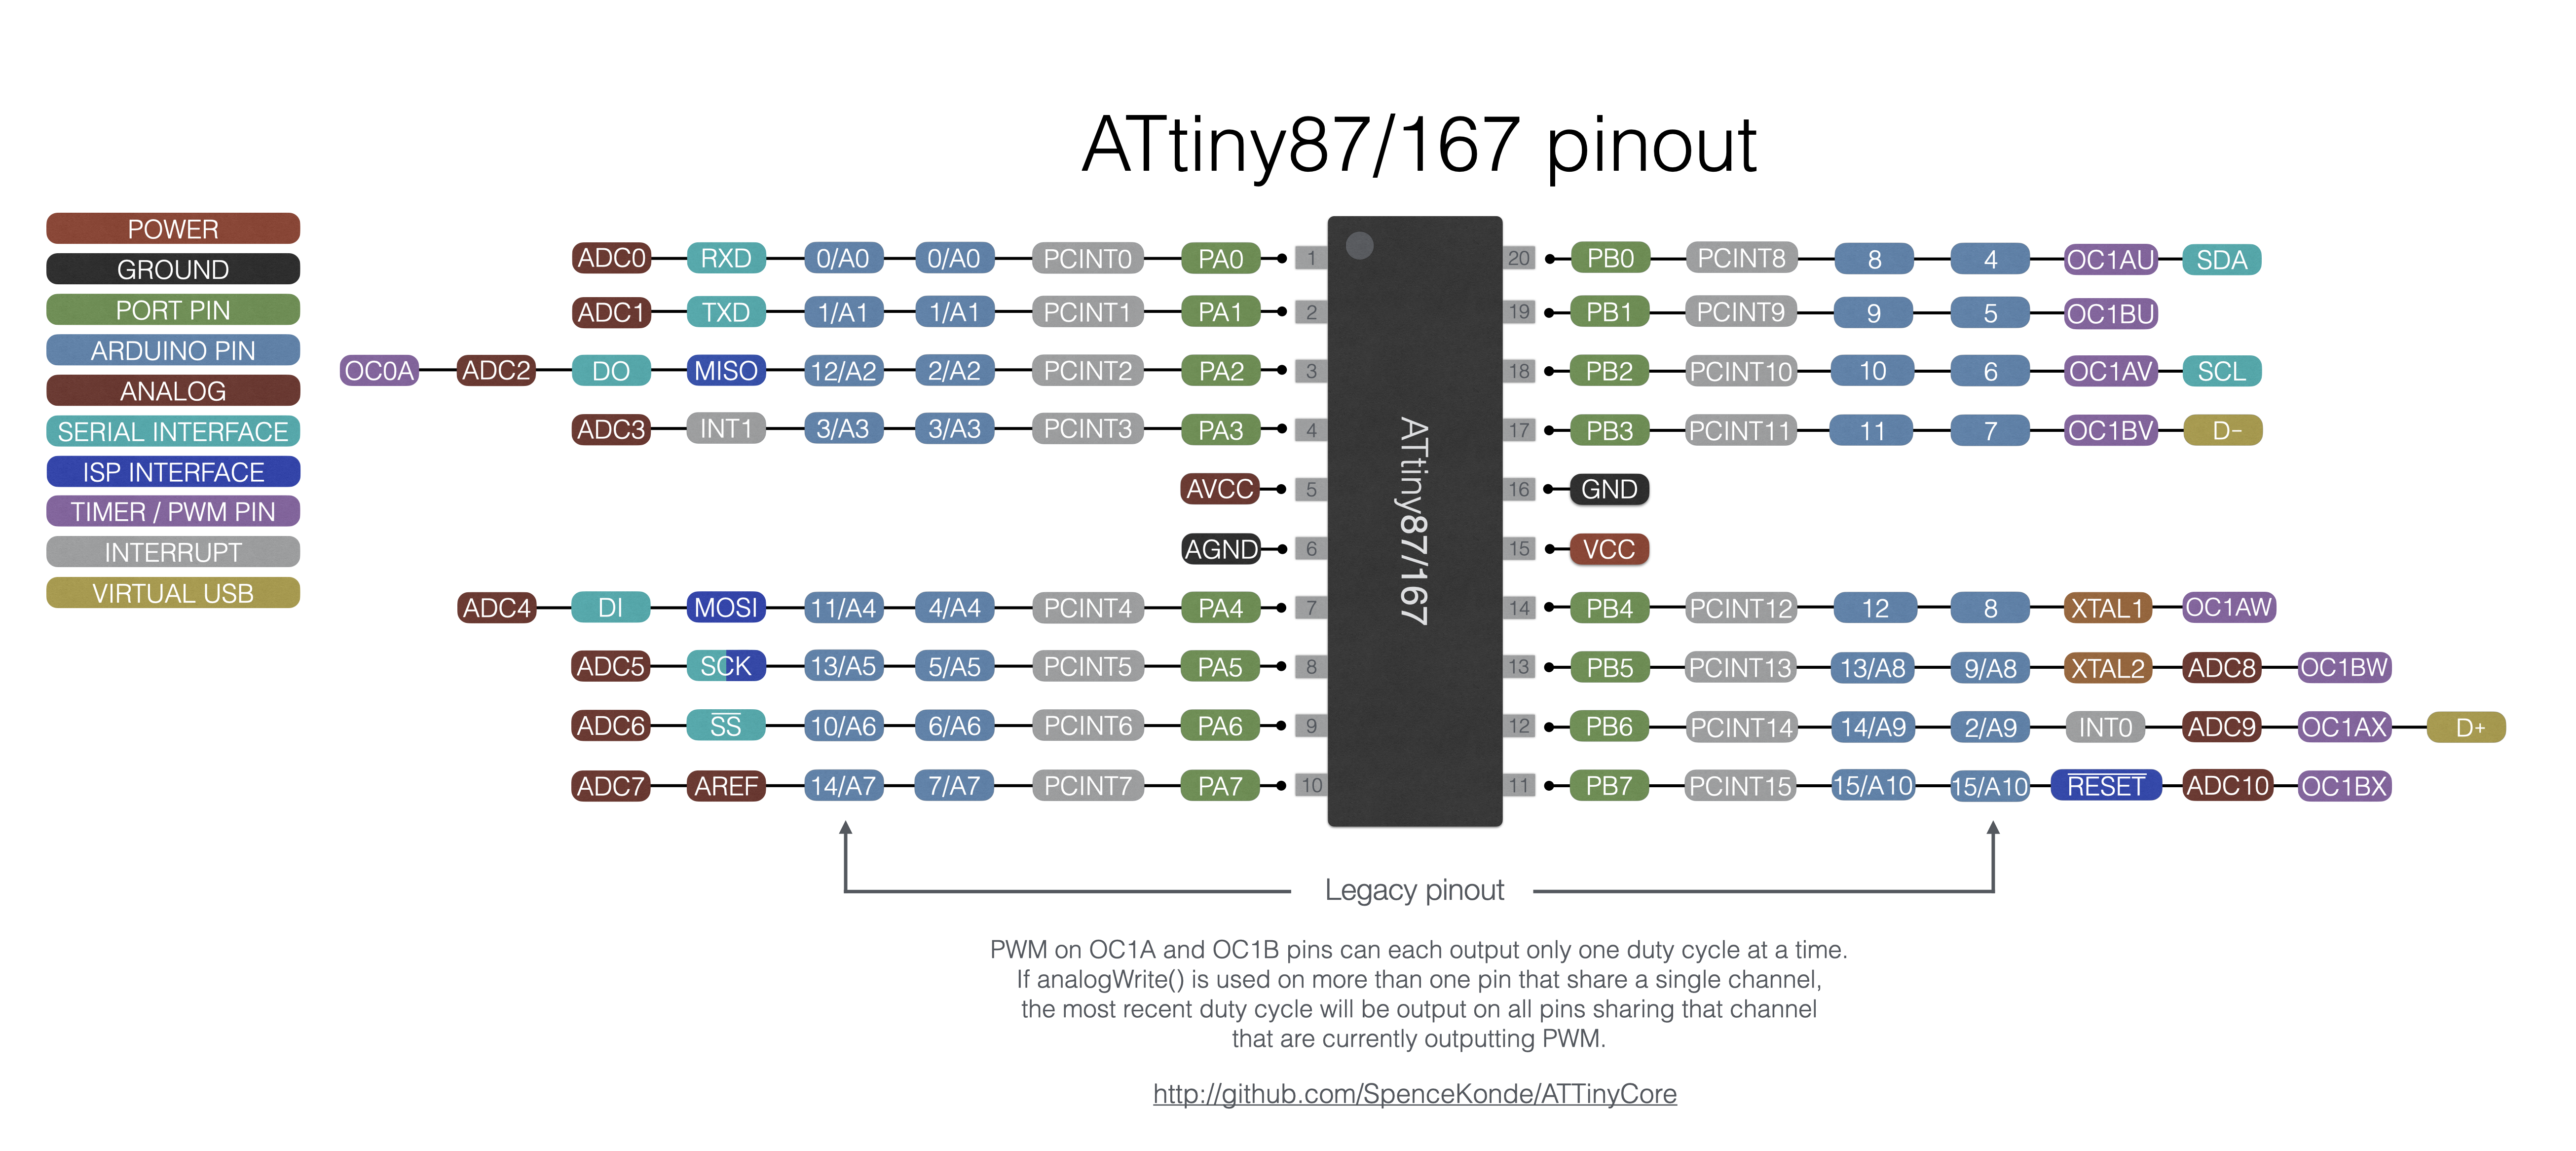 ATtiny87/167 pinout
POWER
GROUND
PORT PIN
ARDUINO PIN
ANALOG
SERIAL INTERFACE
ISP INTERFACE
TIMER / PWM PIN
INTERRUPT
VIRTUAL USB
ADC0 RXD 0/A0 0/A0 PCINT0 PA0 1 20 PB0 PCINT8 8 4 OC1AU SDA
ADC1 TXD 1/A1 1/A1 PCINT1 PA1 2 19 PB1 PCINT9 9 5 OC1BU
OC0A ADC2 DO MISO 12/A2 2/A2 PCINT2 PA2 3 18 PB2 PCINT10 10 6 OC1AV SCL
ADC3 INT1 3/A3 3/A3 PCINT3 PA3 4 17 PB3 PCINT11 11 7 OC1BV D-
AVCC 5 16 GND
AGND 6 15 VCC
ADC4 DI MOSI 11/A4 4/A4 PCINT4 PA4 7 14 PB4 PCINT12 12 8 XTAL1 OC1AW
ADC5 SCK 13/A5 5/A5 PCINT5 PA5 8 13 PB5 PCINT13 13/A8 9/A8 XTAL2 ADC8 OC1BW
ADC6 SS 10/A6 6/A6 PCINT6 PA6 9 12 PB6 PCINT14 14/A9 2/A9 INT0 ADC9 OC1AX D+
ADC7 AREF 14/A7 7/A7 PCINT7 PA7 10 11 PB7 PCINT15 15/A10 15/A10 RESET ADC10 OC1BX
ATtiny87/167
Legacy pinout
PWM on OC1A and OC1B pins can each output only one duty cycle at a time.
If analogWrite() is used on more than one pin that share a single channel,
the most recent duty cycle will be output on all pins sharing that channel
that are currently outputting PWM.
http://github.com/SpenceKonde/ATTinyCore